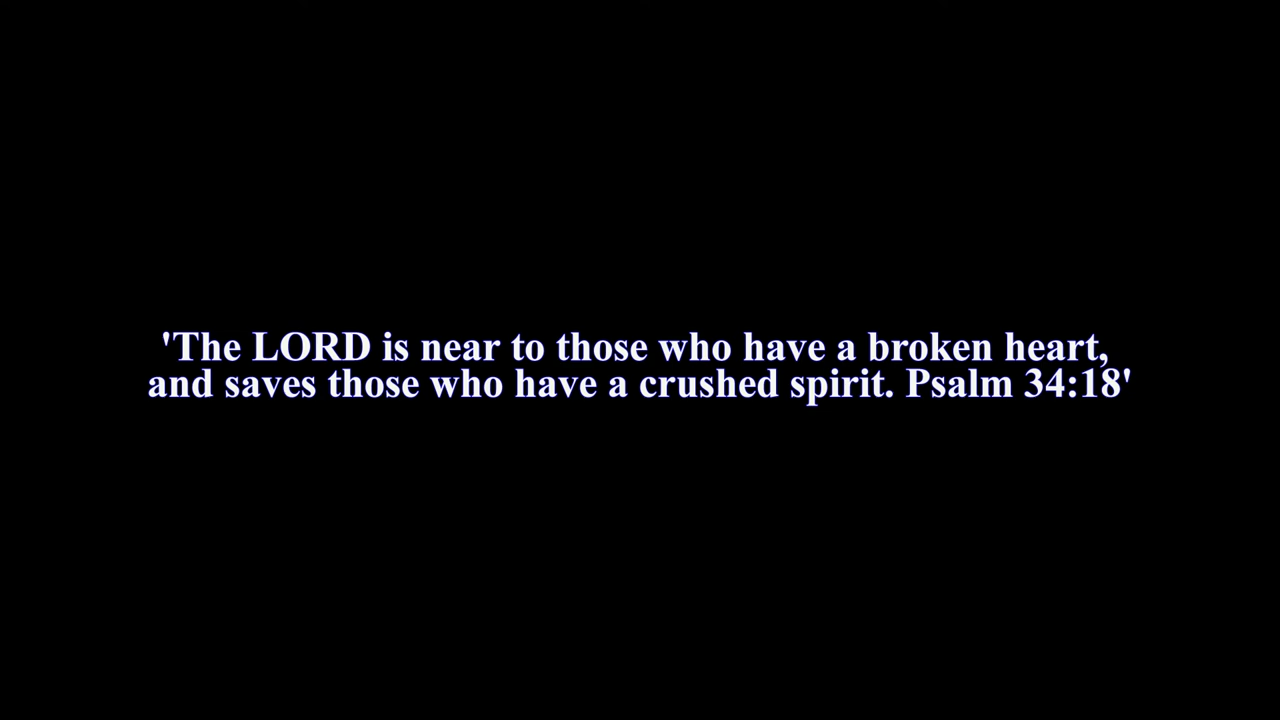 'The LORD is near to those who have a broken heart,
and saves those who have a crushed spirit. Psalm 34:18'